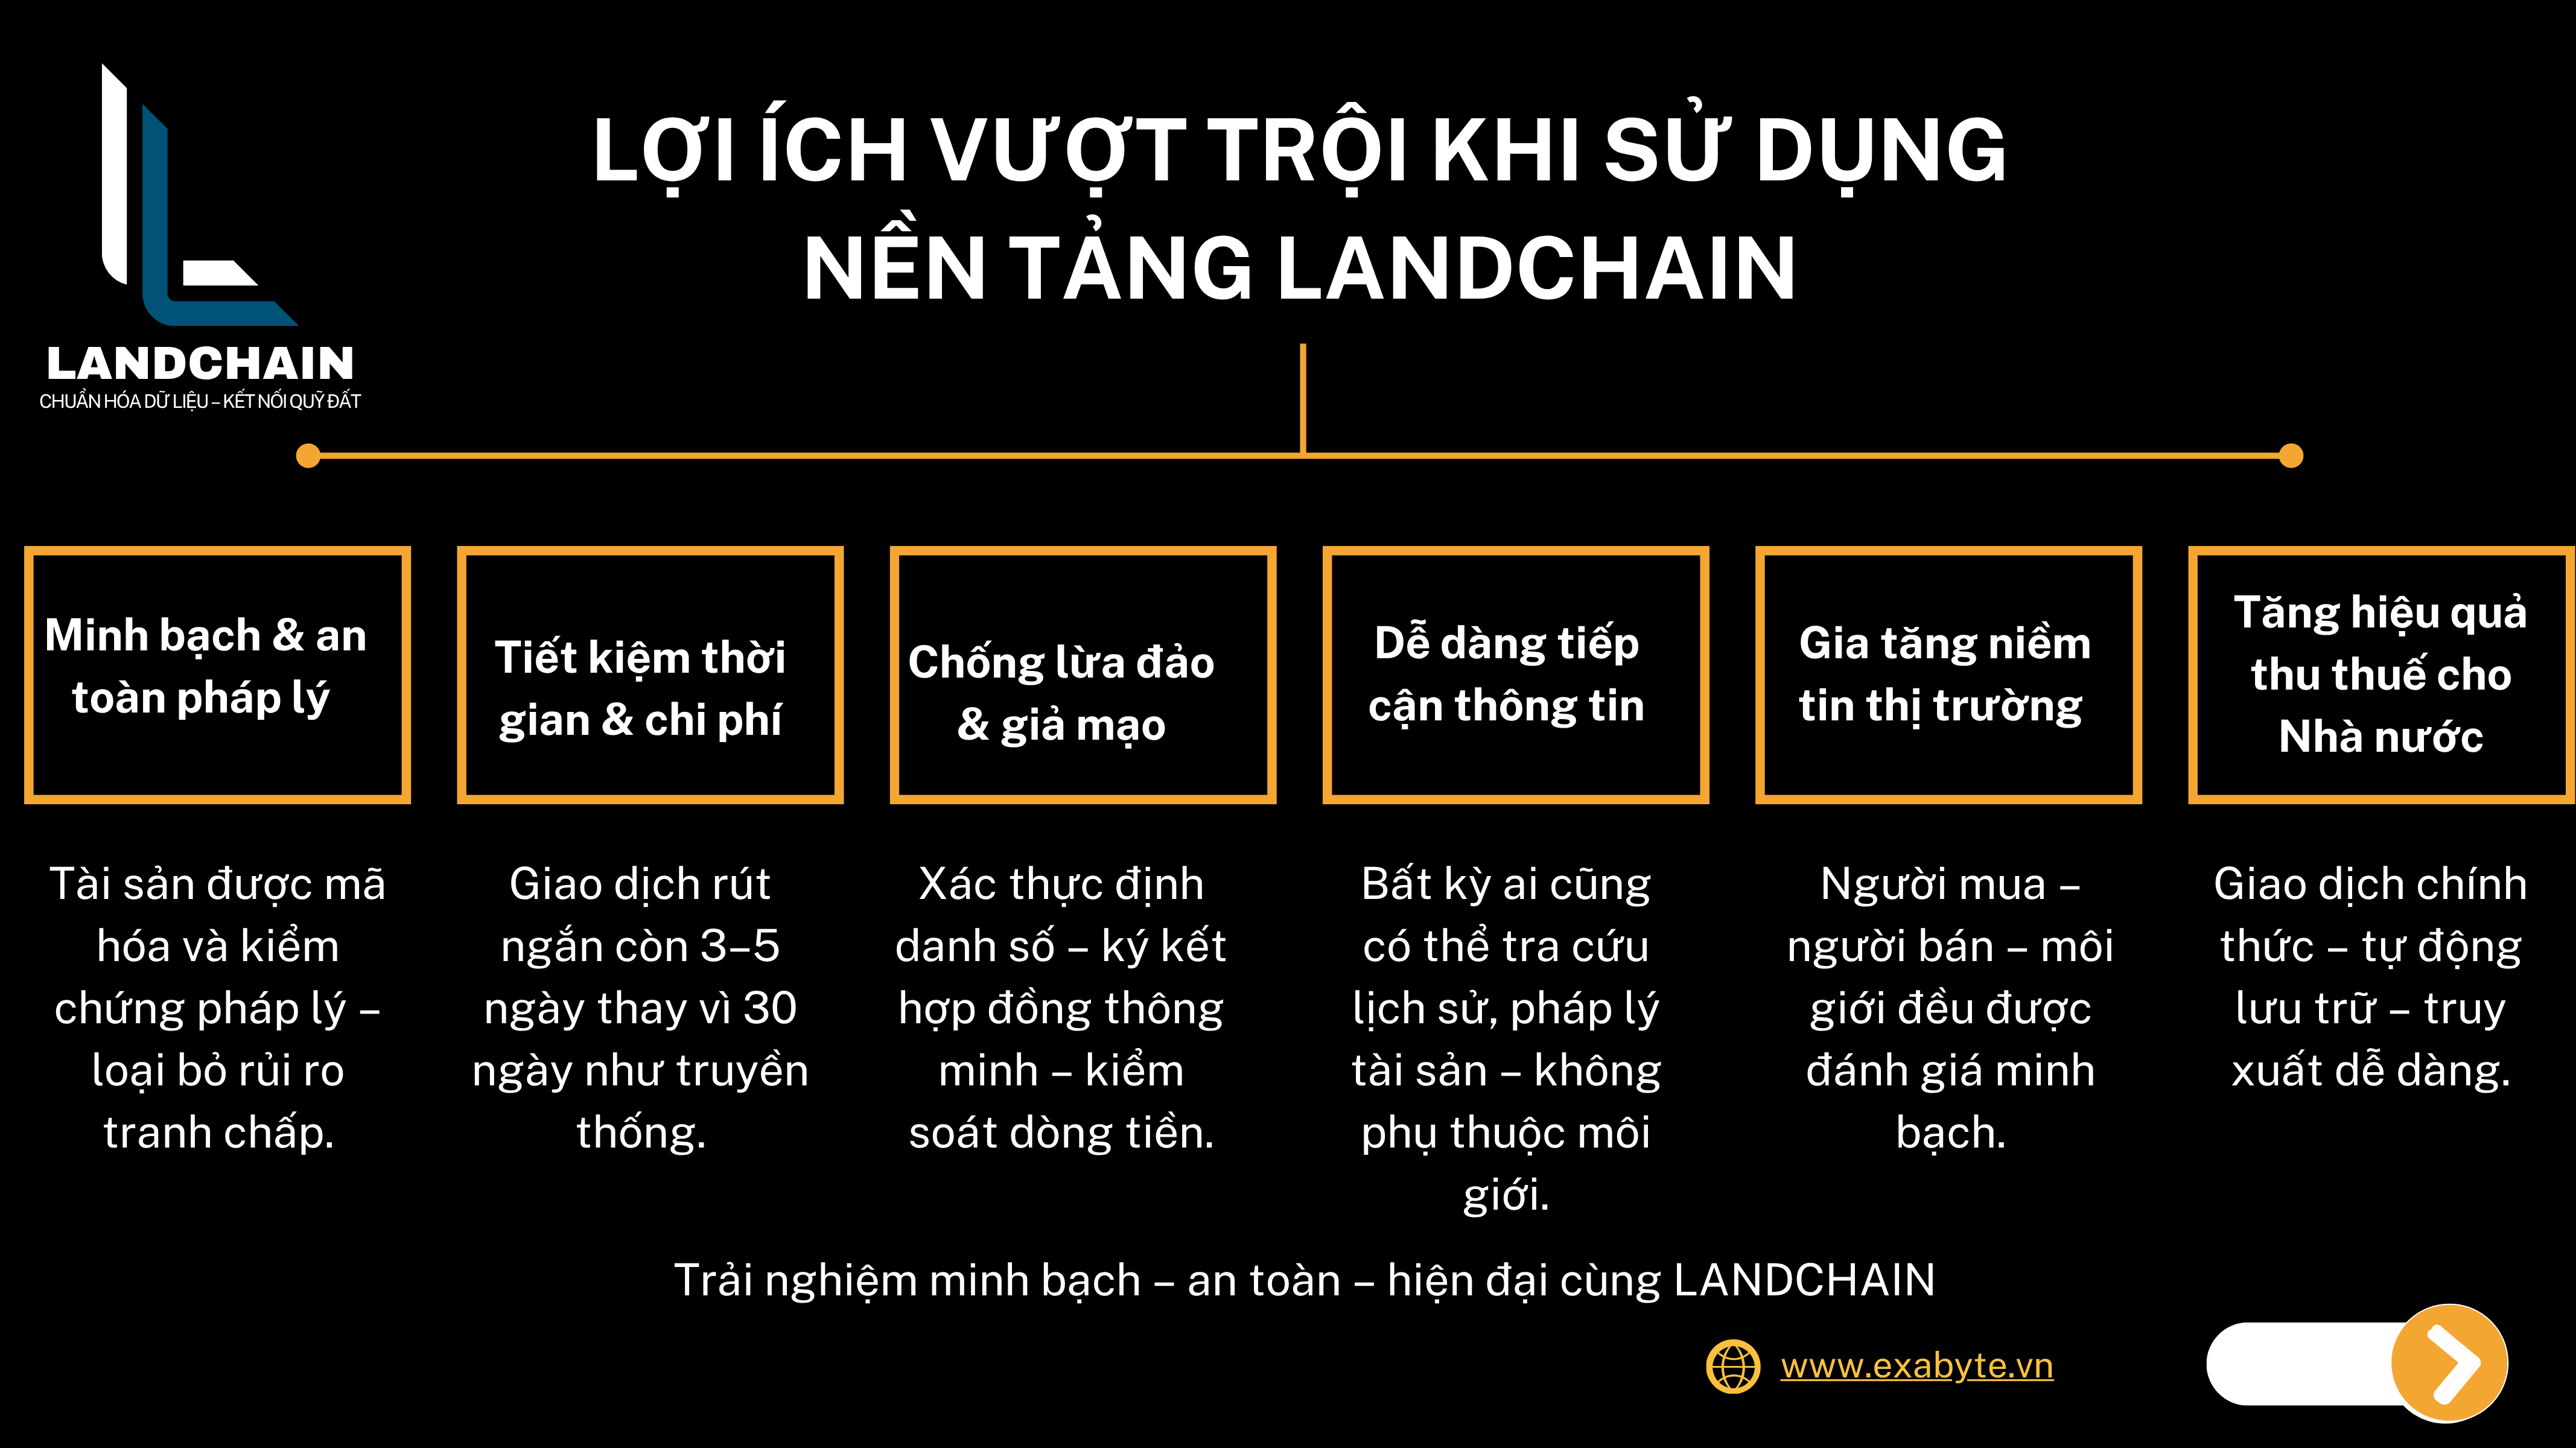 LỢI ÍCH VƯỢT TRỘI KHI SỬ DỤNG
NỀN TẢNG LANDCHAIN
LANDCHAIN
CHUẨN HÓA DỮ LIỆU – KẾT NỐI QUỸ ĐẤT
Minh bạch & an
toàn pháp lý
Tài sản được mã
hóa và kiểm
chứng pháp lý –
loại bỏ rủi ro
tranh chấp.
Tiết kiệm thời
gian & chi phí
Giao dịch rút
ngắn còn 3–5
ngày thay vì 30
ngày như truyền
thống.
Chống lừa đảo
& giả mạo
Xác thực định
danh số – ký kết
hợp đồng thông
minh – kiểm
soát dòng tiền.
Dễ dàng tiếp
cận thông tin
Bất kỳ ai cũng
có thể tra cứu
lịch sử, pháp lý
tài sản – không
phụ thuộc môi
giới.
Gia tăng niềm
tin thị trường
Người mua –
người bán – môi
giới đều được
đánh giá minh
bạch.
Tăng hiệu quả
thu thuế cho
Nhà nước
Giao dịch chính
thức – tự động
lưu trữ – truy
xuất dễ dàng.
Trải nghiệm minh bạch – an toàn – hiện đại cùng LANDCHAIN
www.exabyte.vn